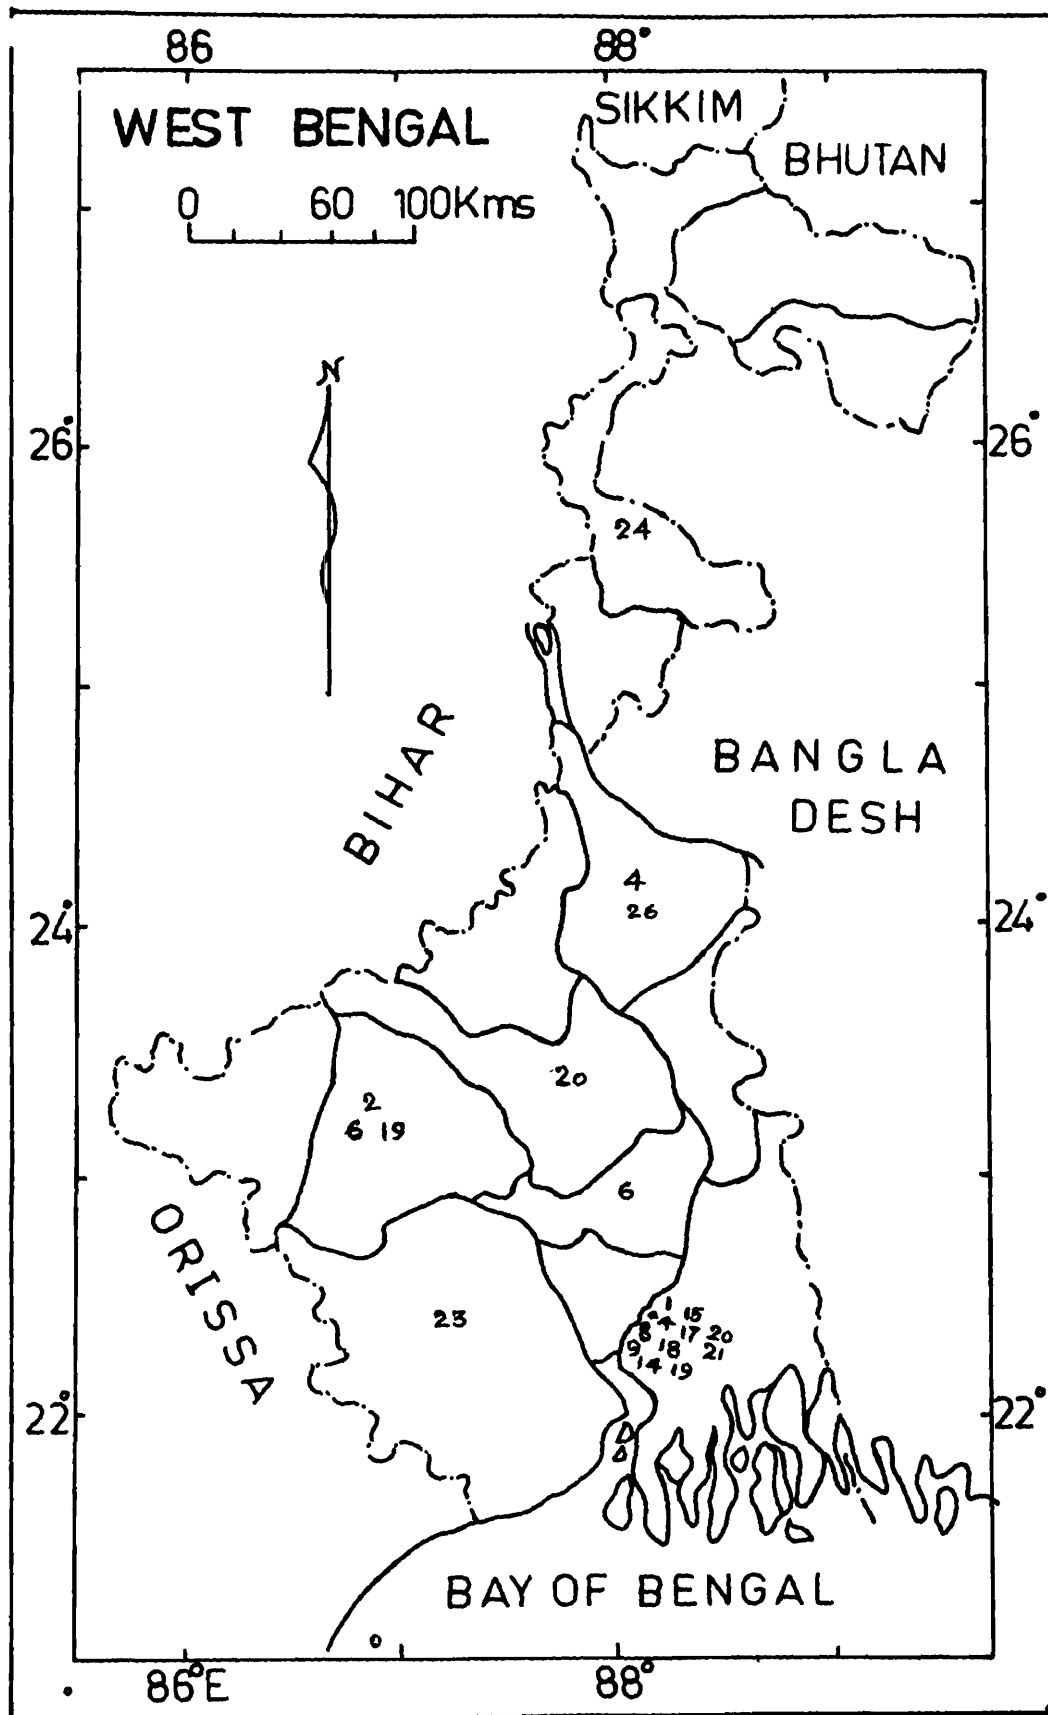 86 88°
SIKKIM
WEST BENGAL
BHUTAN
0 60 100Kms
N
26° 26°
24
BIHAR
BANGLA
DESH
4
26
24° 24°
20
2
6 19
6
ORISSA
23
1
4 15
8 17 20
9 18 21
14 19
22° 22°
BAY OF BENGAL
86°E 88°